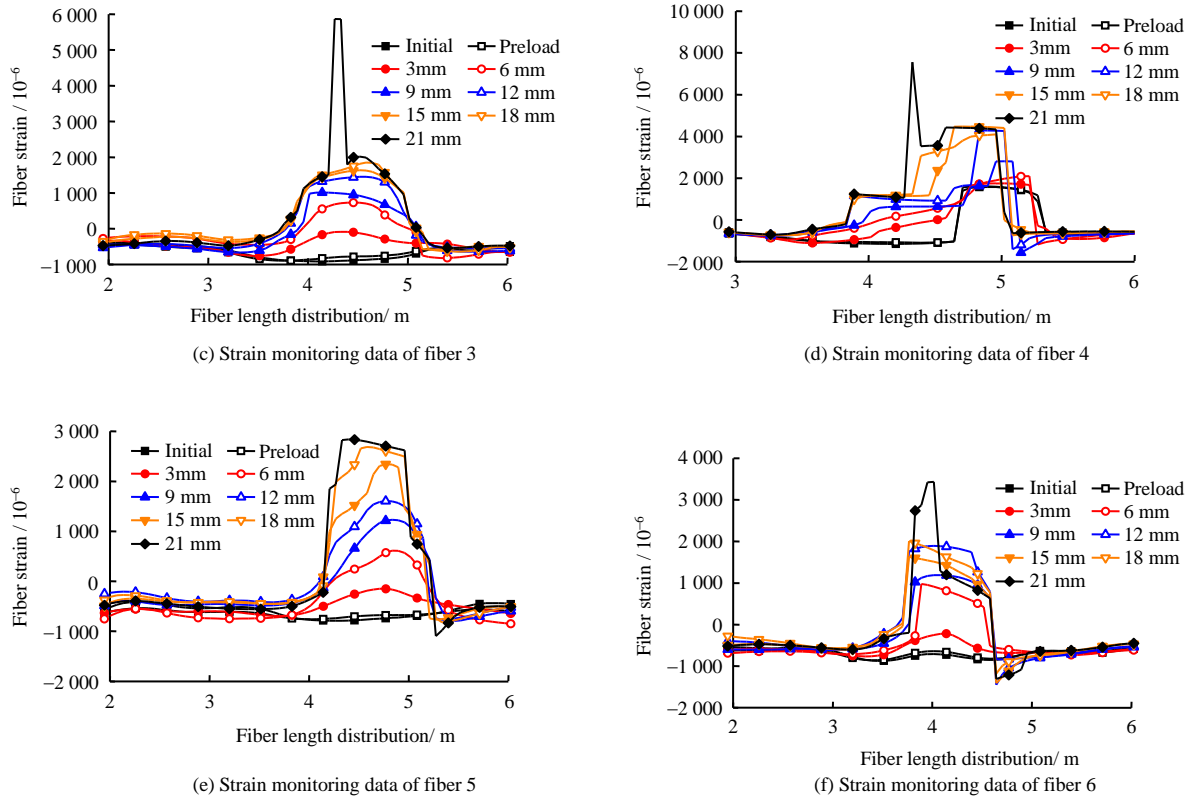 6 000
5 000
4 000
3 000
2 000
1 000
0
–1 000
Fiber strain / 10–6
Initial Preload
3mm 6 mm
9 mm 12 mm
15 mm 18 mm
21 mm
2 3 4 5 6
Fiber length distribution/ m
(c) Strain monitoring data of fiber 3
10 000
8 000
6 000
4 000
2 000
0
–2 000
Fiber strain / 10–6
Initial Preload
3mm 6 mm
9 mm 12 mm
15 mm 18 mm
21 mm
3 4 5 6
Fiber length distribution/ m
(d) Strain monitoring data of fiber 4
3 000
2 000
1 000
0
–1 000
–2 000
Fiber strain / 10–6
Initial Preload
3mm 6 mm
9 mm 12 mm
15 mm 18 mm
21 mm
2 3 4 5 6
Fiber length distribution/ m
(e) Strain monitoring data of fiber 5
4 000
3 000
2 000
1 000
0
–1 000
–2 000
Fiber strain / 10–6
Initial Preload
3mm 6 mm
9 mm 12 mm
15 mm 18 mm
21 mm
2 3 4 5 6
Fiber length distribution/ m
(f) Strain monitoring data of fiber 6